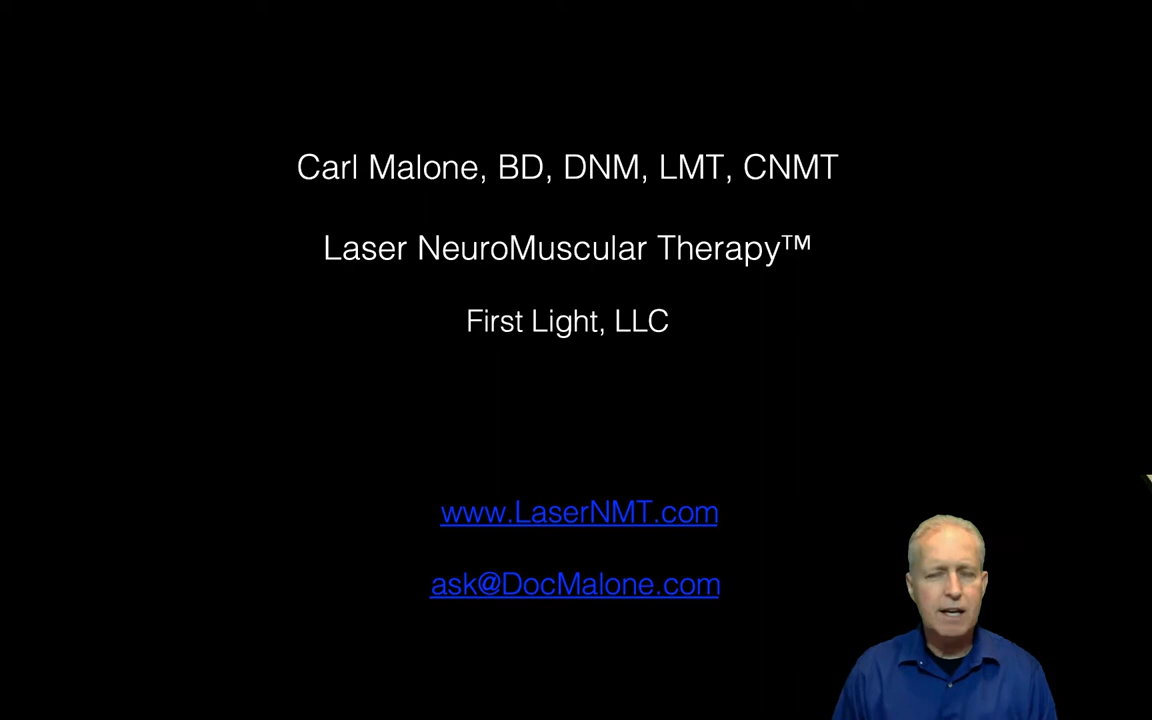 Carl Malone, BD, DNM, LMT, CNMT
Laser NeuroMuscular Therapy™
First Light, LLC
www.LaserNMT.com
ask@DocMalone.com